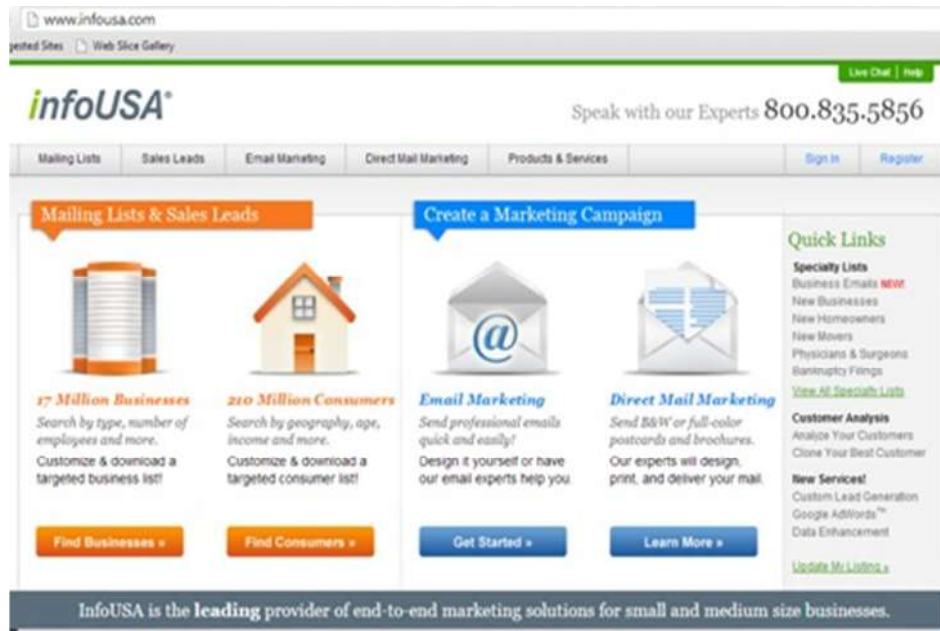 www.infousa.com
gested Sites Web Slice Gallery
Live Chat | Help
infoUSA®
Speak with our Experts 800.835.5856
Mailing Lists Sales Leads Email Marketing Direct Mail Marketing Products & Services Sign In Register
Mailing Lists & Sales Leads
17 Million Businesses
Search by type, number of
employees and more.
Customize & download a
targeted business list!
Find Businesses »
210 Million Consumers
Search by geography, age,
income and more.
Customize & download a
targeted consumer list!
Find Consumers »
Create a Marketing Campaign
@
Email Marketing
Send professional emails
quick and easily!
Design it yourself or have
our email experts help you.
Get Started »
Direct Mail Marketing
Send B&W or full-color
postcards and brochures.
Our experts will design,
print, and deliver your mail.
Learn More »
Quick Links
Specialty Lists
Business Emails NEW!
New Businesses
New Homeowners
New Movers
Physicians & Surgeons
Bankruptcy Filings
View All Specialty Lists
Customer Analysis
Analyze Your Customers
Clone Your Best Customer
New Services!
Custom Lead Generation
Google AdWords™
Data Enhancement
Update My Listing »
InfoUSA is the leading provider of end-to-end marketing solutions for small and medium size businesses.